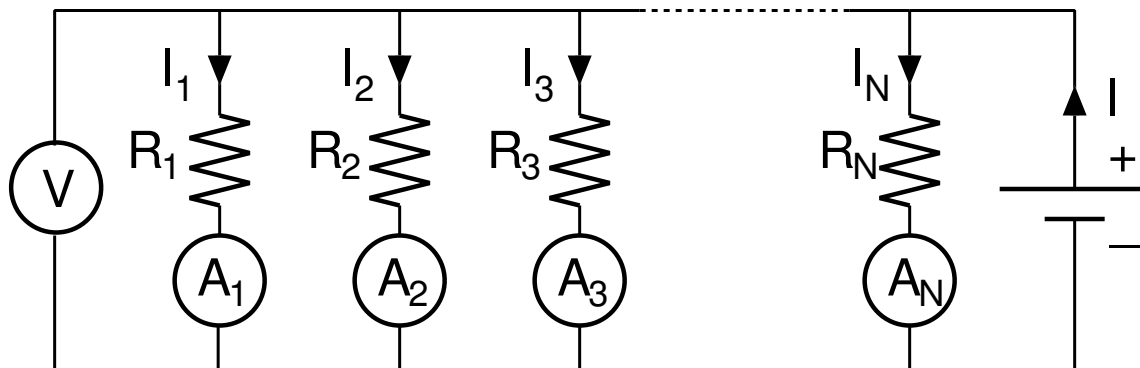 I1 I2 I3 IN I
R1 R2 R3 RN +
V
A1 A2 A3 AN −